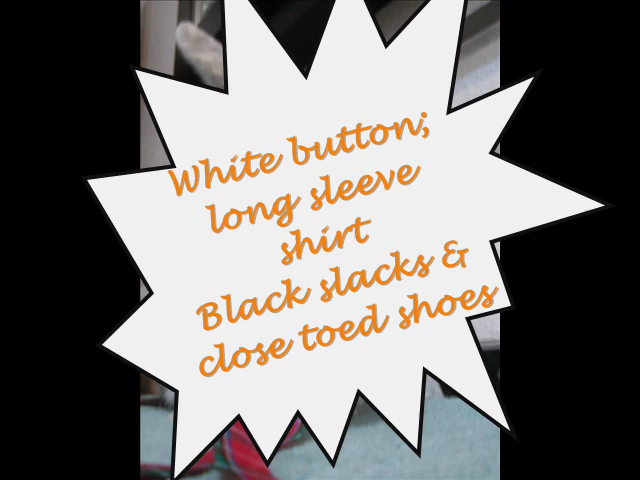 White button;
long sleeve
shirt
Black slacks &
close toed shoes